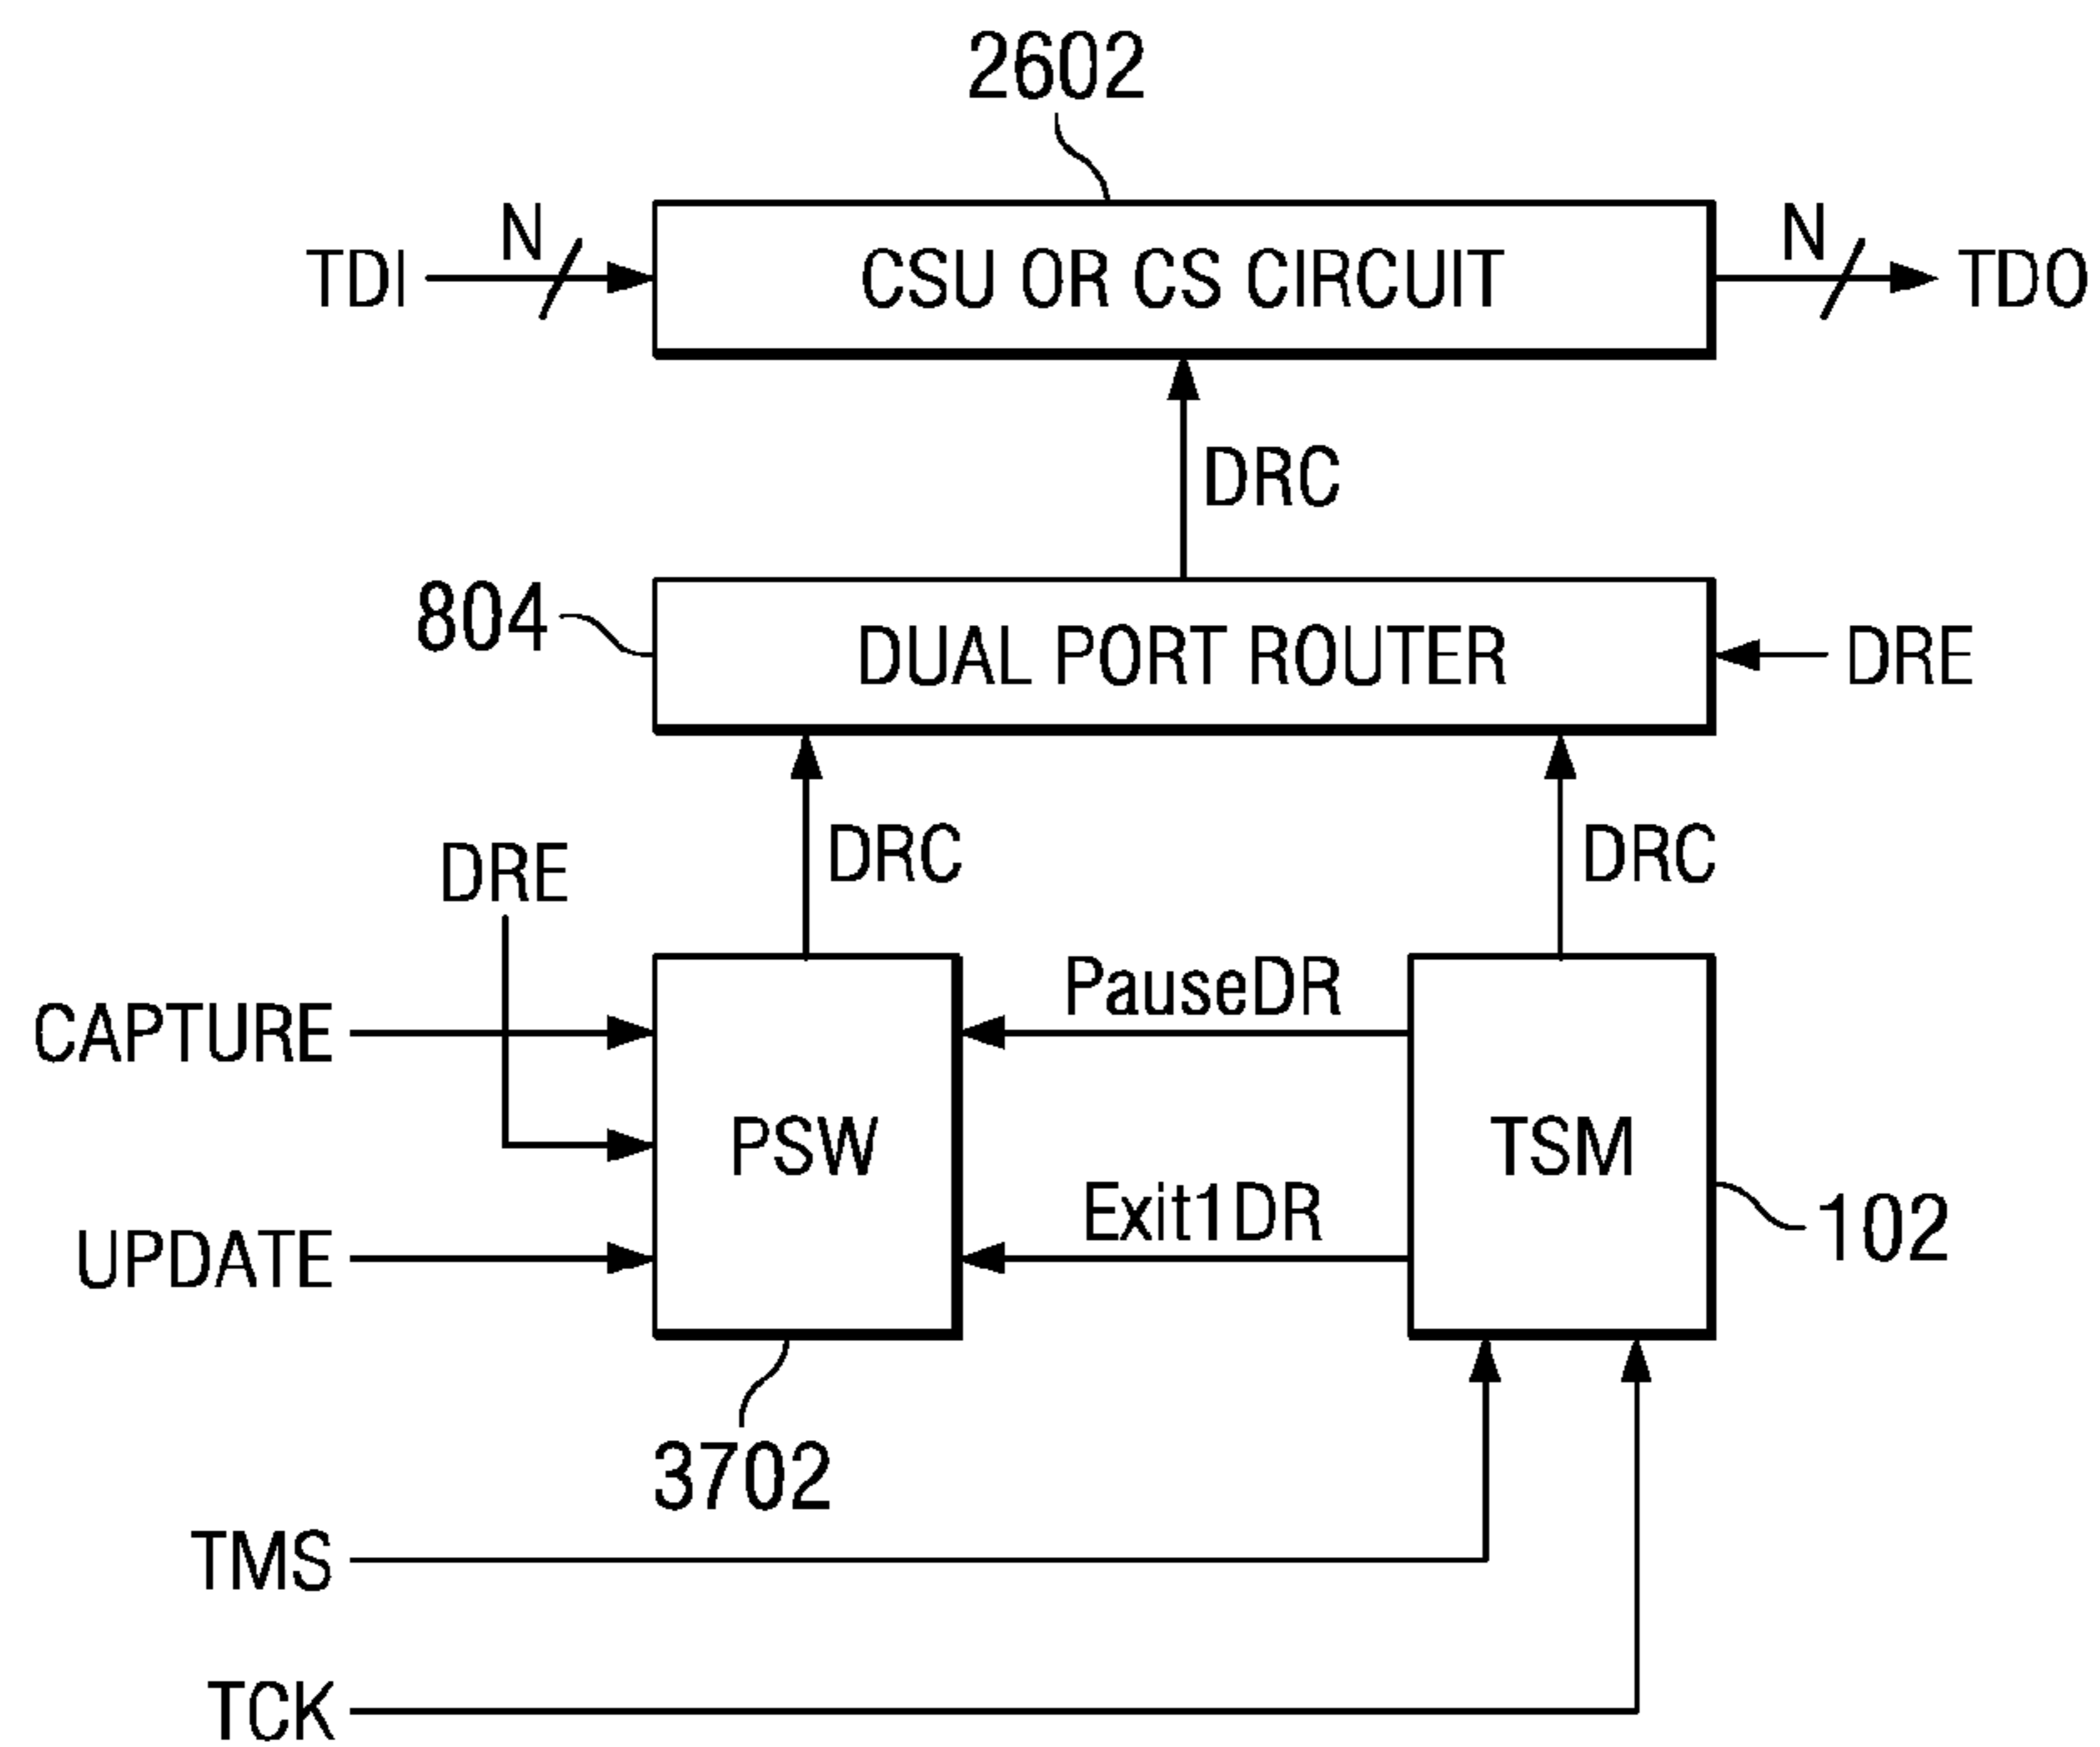 2602
N
N
TDI
CSU OR CS CIRCUIT
TDO
DRC
804
DUAL PORT ROUTER
DRE
DRE
DRC
DRC
CAPTURE
PauseDR
PSW
TSM
UPDATE
Exit1DR
102
3702
TMS
TCK